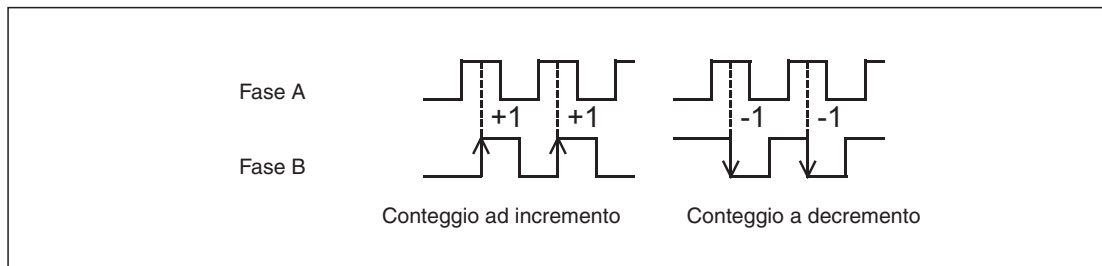 Fase A
+1 +1 -1 -1
Fase B
Conteggio ad incremento Conteggio a decremento